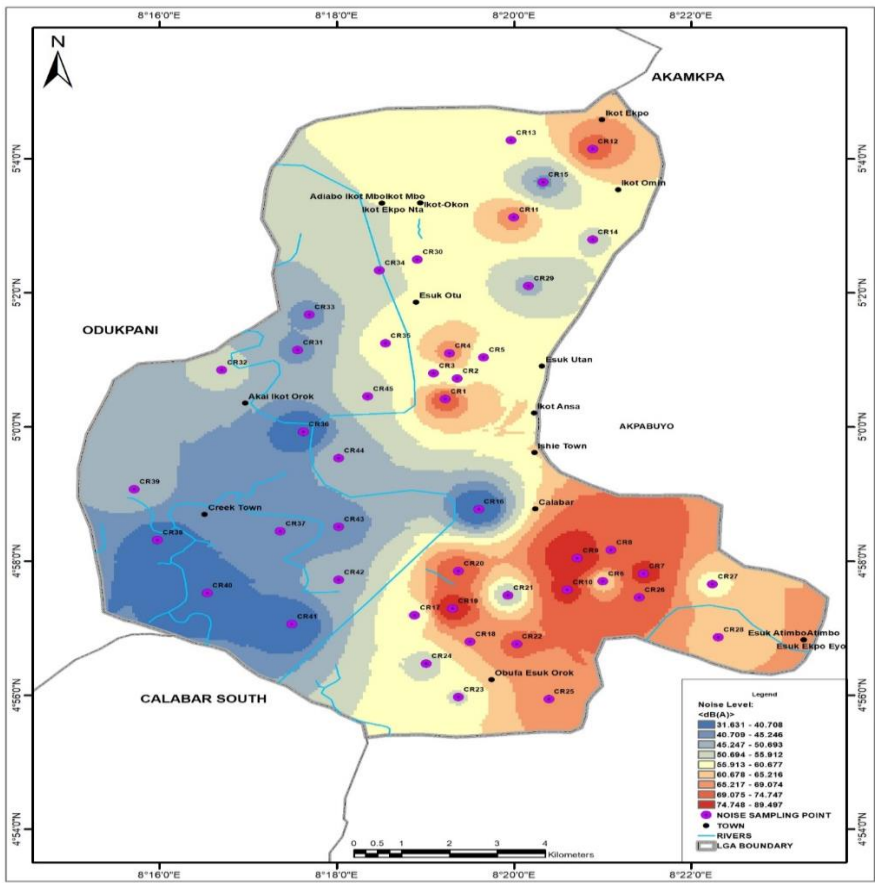 8°16'0"E
8°18'0"E
8°20'0"E
8°22'0"E
N
AKAMKPA
Ikot Ekpo
CR13
CR12
5°4'0"N
5°4'0"N
CR15
Ikot Omin
Adiabo Ikot MboIkot Mbo
Ikot Ekpo Nta
Ikot-Okon
CR11
CR14
CR30
CR34
CR29
5°2'0"N
5°2'0"N
Esuk Otu
CR33
ODUKPANI
CR35
CR31
CR4
CR5
CR32
CR3
CR2
Esuk Utan
Akai Ikot Orok
CR45
CR1
Ikot Ansa
5°0'0"N
5°0'0"N
CR36
AKPABUYO
Ishie Town
CR44
CR39
CR16
Calabar
Creek Town
CR43
CR37
CR38
CR8
CR9
4°58'0"N
4°58'0"N
CR20
CR7
CR42
CR6
CR27
CR40
CR21
CR10
CR26
CR19
CR17
CR41
CR18
CR22
CR28
Esuk AtimboAtimbo
Esuk Ekpo Eyo
CR24
Obufa Esuk Orok
4°56'0"N
4°56'0"N
CR23
CR25
CALABAR SOUTH
Legend
Noise Level:
<dB(A)>
31.631 - 40.708
40.709 - 45.246
45.247 - 50.693
50.694 - 55.912
55.913 - 60.677
60.678 - 65.216
65.217 - 69.074
69.075 - 74.747
74.748 - 89.497
NOISE SAMPLING POINT
TOWN
RIVERS
LGA BOUNDARY
4°54'0"N
4°54'0"N
0 0.5 1 2 3 4
Kilometers
8°16'0"E
8°18'0"E
8°20'0"E
8°22'0"E